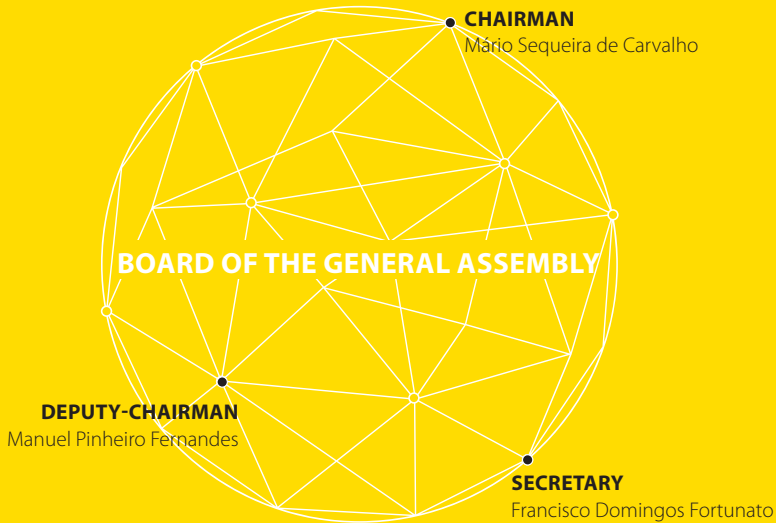 CHAIRMAN
Mário Sequeira de Carvalho
BOARD OF THE GENERAL ASSEMBLY
DEPUTY-CHAIRMAN
Manuel Pinheiro Fernandes
SECRETARY
Francisco Domingos Fortunato